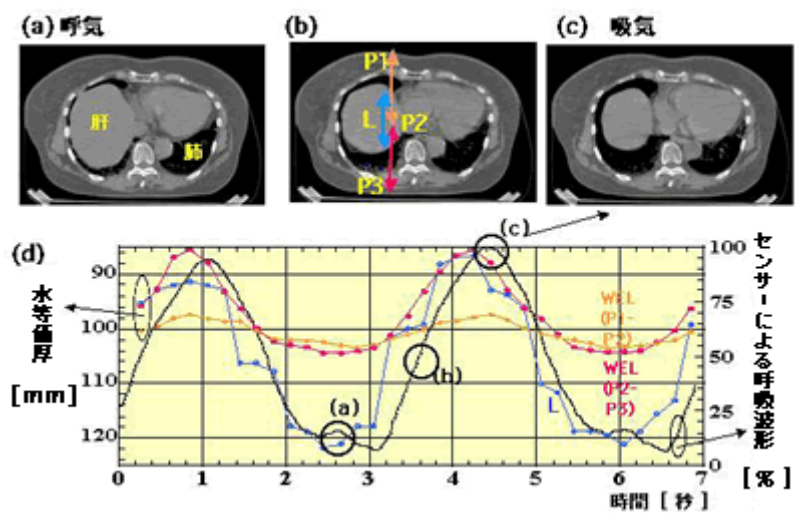 (a) 呼気
(b)
(c) 吸気
肝
肺
P1
L
P2
P3
(d)
(c)
水等価厚
[mm]
90
100
110
120
100
75
50
25
0
センサーによる呼吸波形
[ % ]
WEL
(P1-
P2)
WEL
(P2-
P3)
L
(a)
(b)
0 1 2 3 4 5 6 7
時間 [ 秒 ]